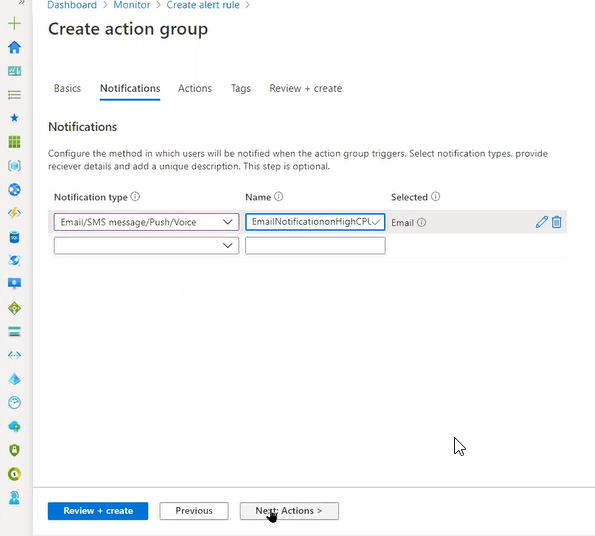 Dashboard > Monitor > Create alert rule >
Create action group
Basics Notifications Actions Tags Review + create
Notifications
Configure the method in which users will be notified when the action group triggers. Select notification types, provide
reciever details and add a unique description. This step is optional.
Notification type Name Selected
Email/SMS message/Push/Voice EmailNotificationonHighCPU Email
Review + create Previous Next: Actions >